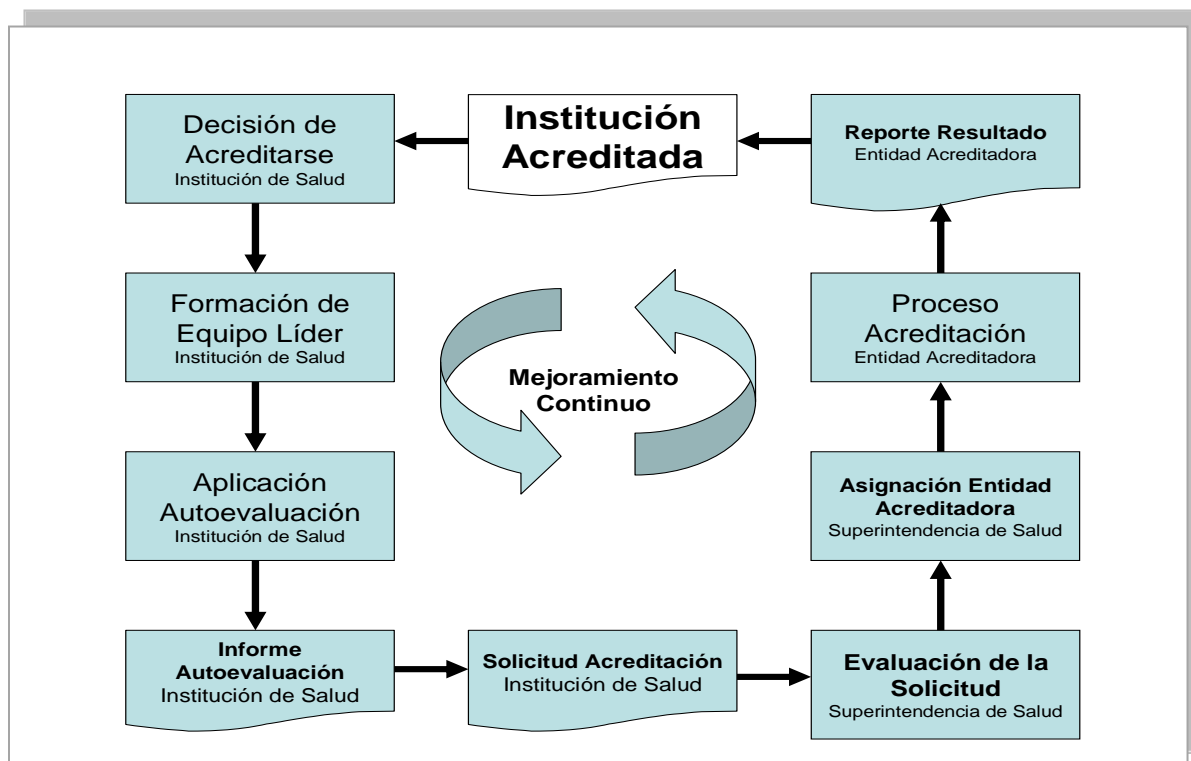 Decisión de
Acreditarse
Institución de Salud
Institución
Acreditada
Reporte Resultado
Entidad Acreditadora
Formación de
Equipo Líder
Institución de Salud
Mejoramiento
Continuo
Proceso
Acreditación
Entidad Acreditadora
Aplicación
Autoevaluación
Institución de Salud
Asignación Entidad
Acreditadora
Superintendencia de Salud
Informe
Autoevaluación
Institución de Salud
Solicitud Acreditación
Institución de Salud
Evaluación de la
Solicitud
Superintendencia de Salud